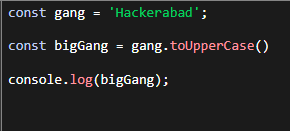 const gang = 'Hackerabad';
const bigGang = gang.toUpperCase()
console.log(bigGang);